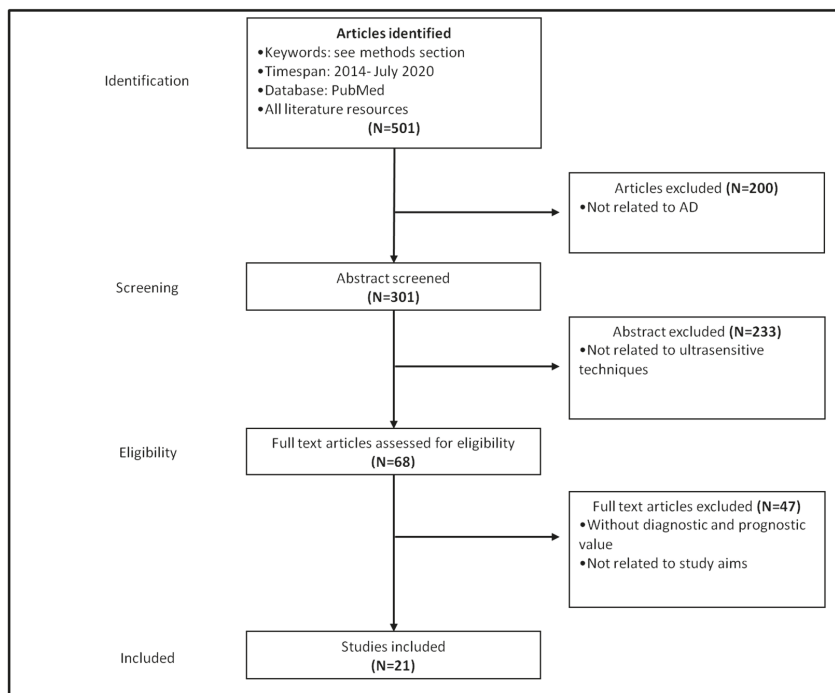 Identification
Articles identified
•Keywords: see methods section
•Timespan: 2014- July 2020
•Database: PubMed
•All literature resources
(N=501)
Articles excluded (N=200)
•Not related to AD
Screening
Abstract screened
(N=301)
Abstract excluded (N=233)
•Not related to ultrasensitive
techniques
Eligibility
Full text articles assessed for eligibility
(N=68)
Full text articles excluded (N=47)
•Without diagnostic and prognostic
value
•Not related to study aims
Included
Studies included
(N=21)